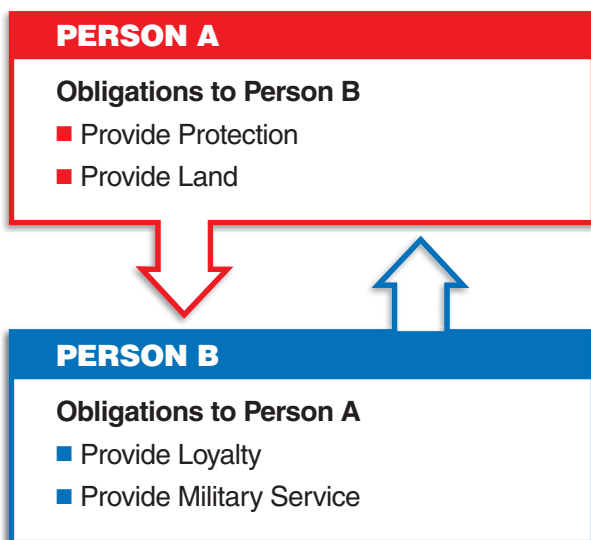 PERSON A
Obligations to Person B
Provide Protection
Provide Land
PERSON B
Obligations to Person A
Provide Loyalty
Provide Military Service